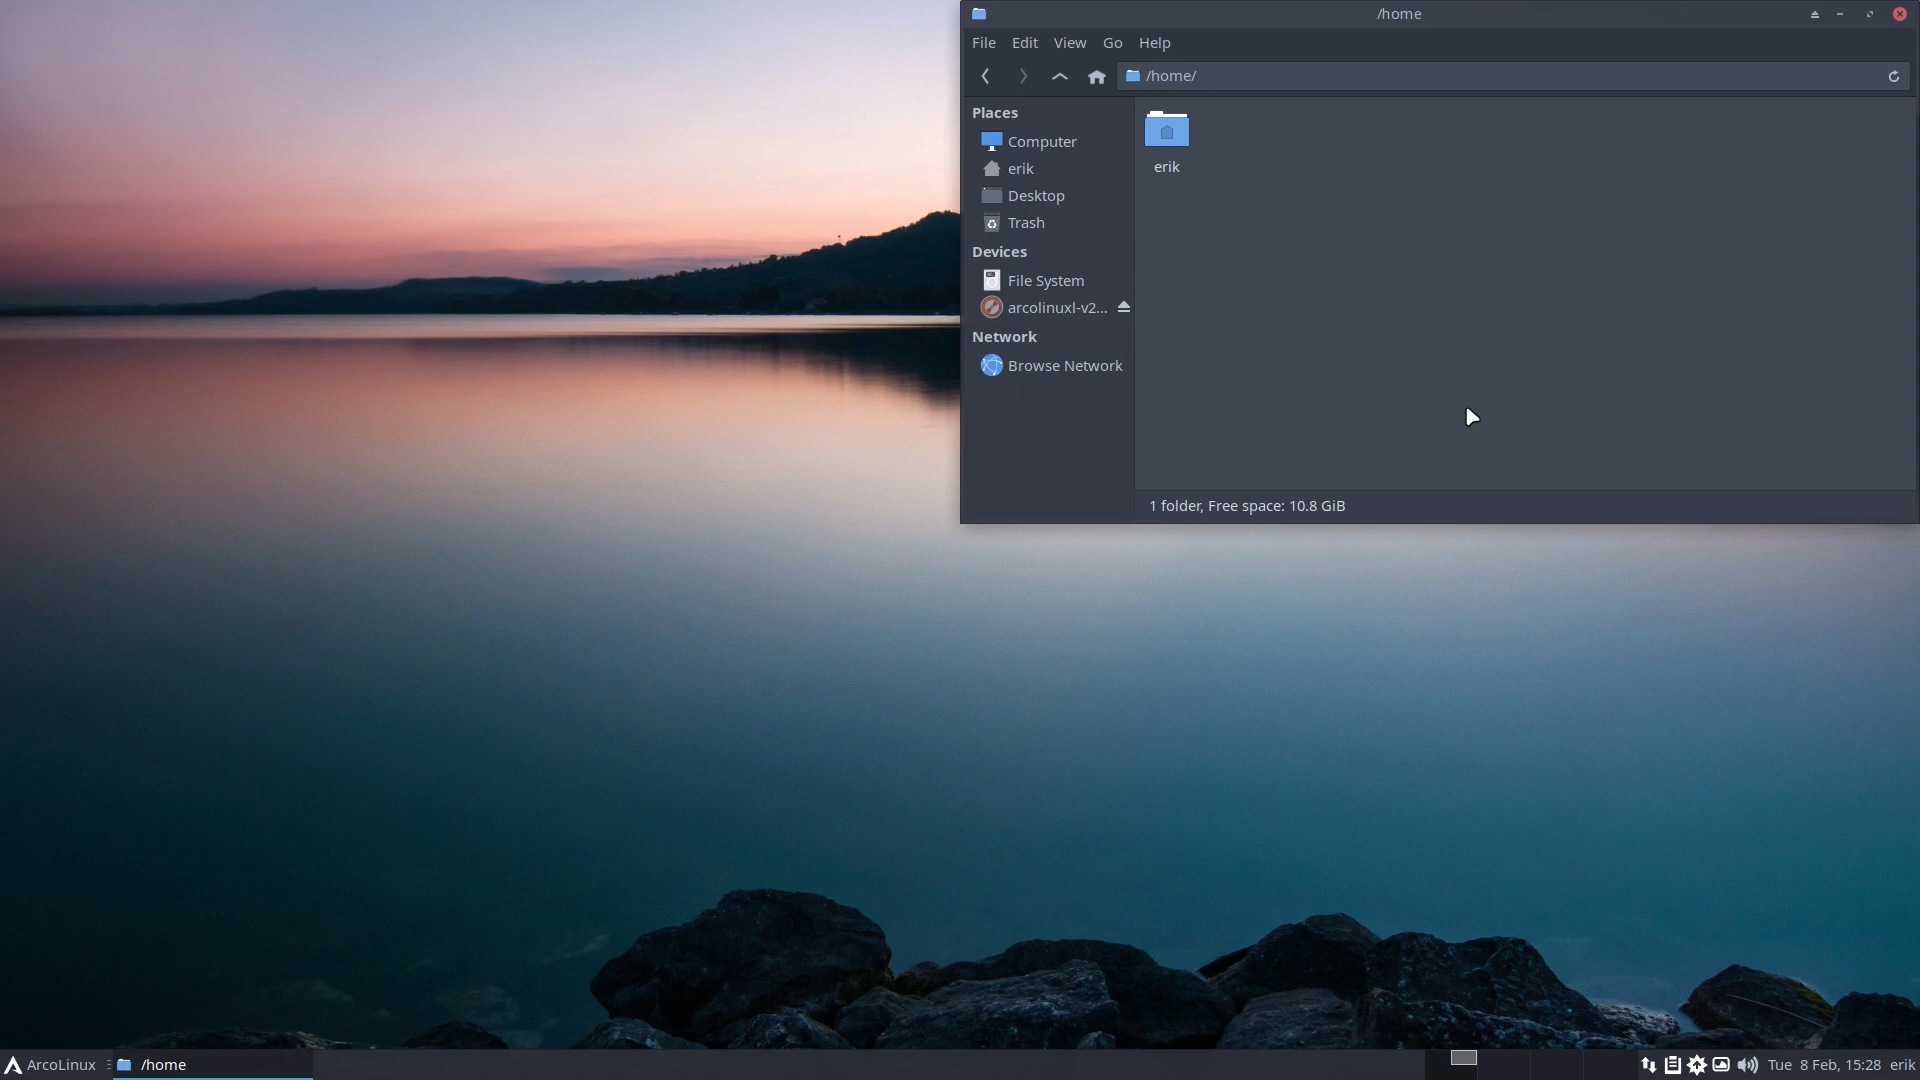 /home
File Edit View Go Help
/home/
Places
Computer
erik
Desktop
Trash
Devices
File System
arcolinuxl-v2...
Network
Browse Network
erik
1 folder, Free space: 10.8 GiB
ArcoLinux
/home
Tue 8 Feb, 15:28
erik